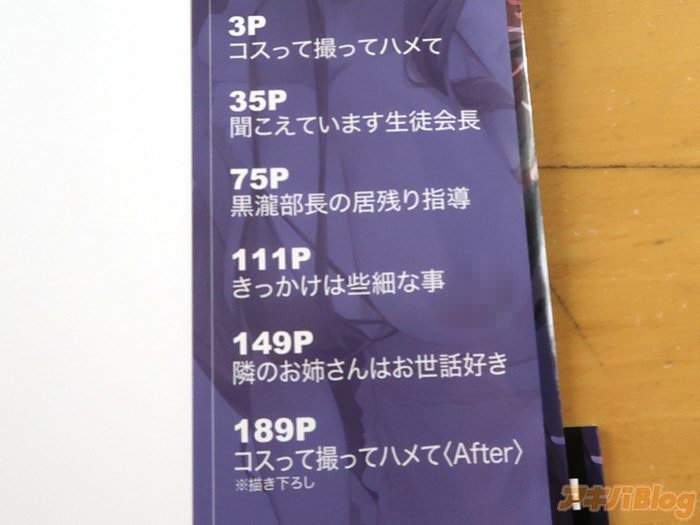 3P
コスって撮ってハメて
35P
聞こえています生徒会長
75P
黒瀧部長の居残り指導
111P
きっかけは些細な事
149P
隣のお姉さんはお世話好き
189P
コスって撮ってハメて〈After〉
※描き下ろし
アキバBlog